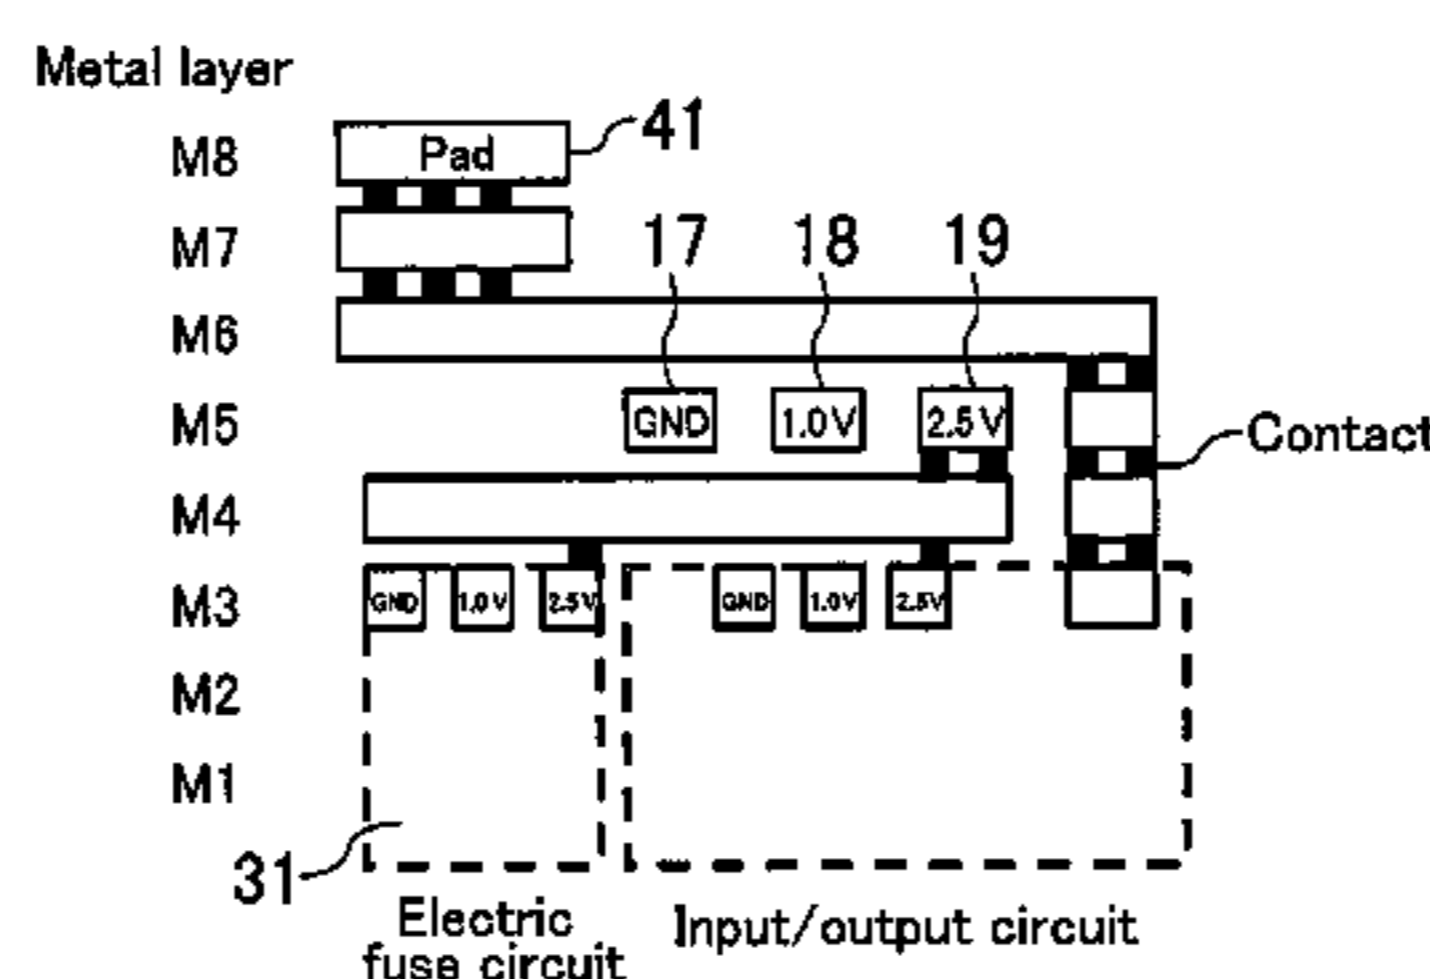 Metal layer
M8 Pad 41
M7 17 18 19
M6
M5 GND 1.0V 2.5V
Contact
M4
M3 GND 1.0V 2.5V GND 1.0V 2.5V
M2
M1
31
Electric
fuse circuit
Input/output circuit